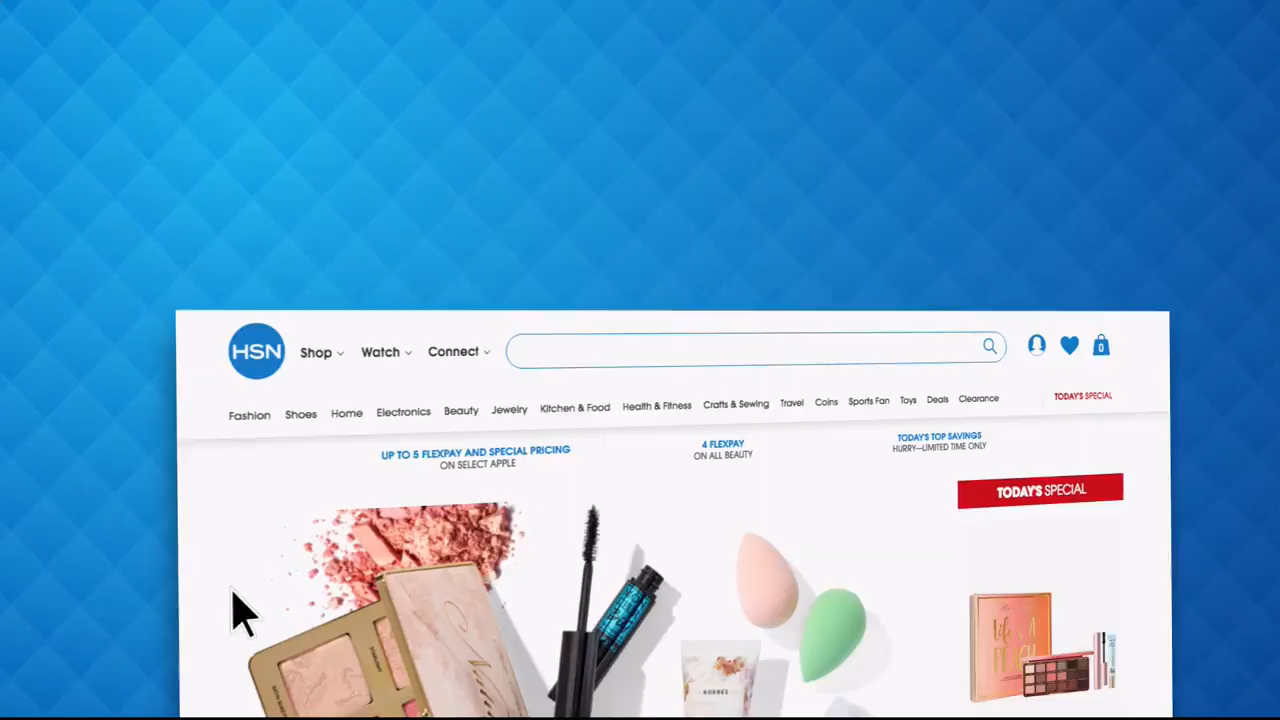 HSN
Shop
Watch
Connect
0
Fashion
Shoes
Home
Electronics
Beauty
Jewelry
Kitchen & Food
Health & Fitness
Crafts & Sewing
Travel
Coins
Sports Fan
Toys
Deals
Clearance
TODAY'S SPECIAL
UP TO 5 FLEXPAY AND SPECIAL PRICING
ON SELECT APPLE
4 FLEXPAY
ON ALL BEAUTY
TODAY'S TOP SAVINGS
HURRY—LIMITED TIME ONLY
TODAY'S SPECIAL
KORRES